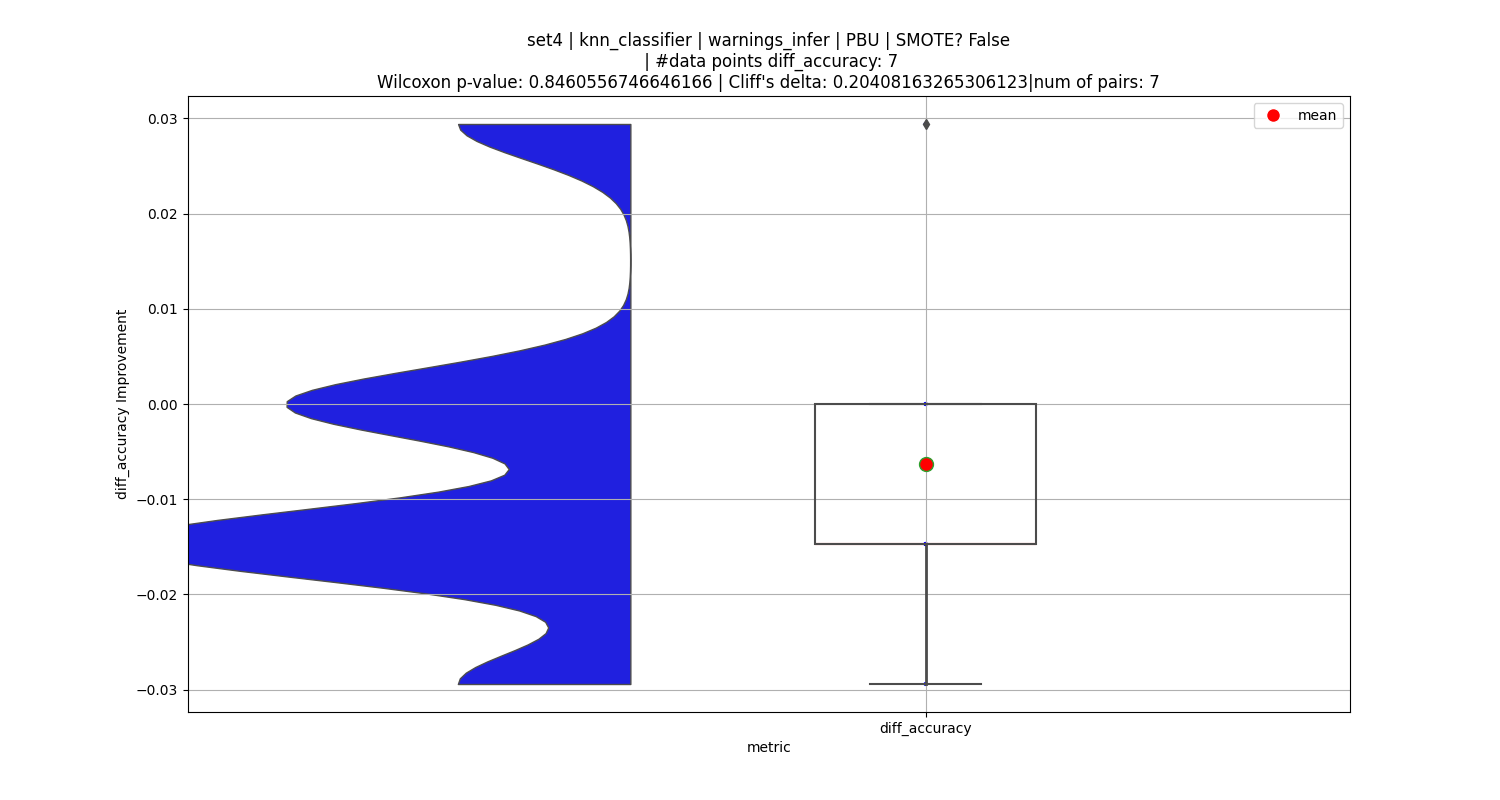 set4 | knn_classifier | warnings_infer | PBU | SMOTE? False
| #data points diff_accuracy: 7
Wilcoxon p-value: 0.8460556746646166 | Cliff's delta: 0.20408163265306123|num of pairs: 7
mean
0.03
0.02
0.01
0.00
−0.01
−0.02
−0.03
diff_accuracy Improvement
diff_accuracy
metric